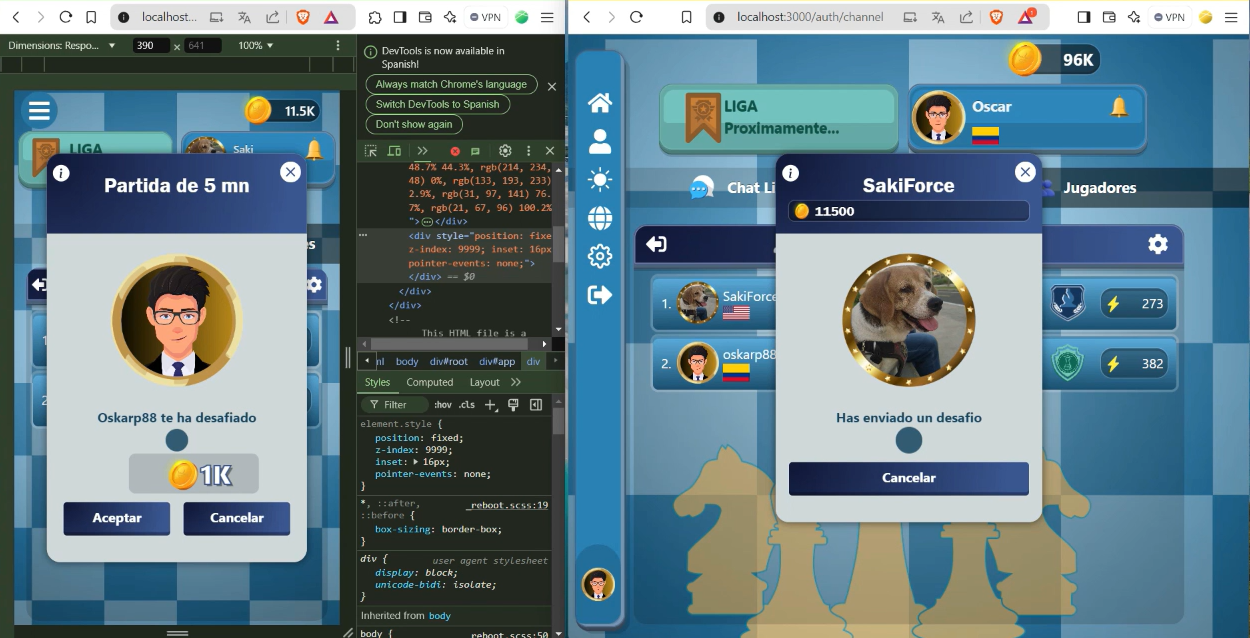 localhost...
VPN
localhost:3000/auth/channel
VPN
Dimensions: Respo...
390
×
641
100%
DevTools is now available in
Spanish!
Always match Chrome's language
Switch DevTools to Spanish
Don't show again
11.5K
LIGA
Saki
Partida de 5 mn
es
1
2
Oskarp88 te ha desafiado
1K
Aceptar
Cancelar
48.7% 44.3%, rgb(214, 234,
48) 0%, rgb(133, 193, 233)
2.9%, rgb(31, 97, 141) 76.
7%, rgb(21, 67, 96) 100.2%
"></div>
<div style="position: fixe
z-index: 9999; inset: 16px
pointer-events: none;">
</div> == $0
</div>
</div>
<!--
This HTML file is a
nl
body
div#root
div#app
div
Styles
Computed
Layout
Filter
:hov
.cls
element.style {
position: fixed;
z-index: 9999;
inset: 16px;
pointer-events: none;
}
*, ::after,
_reboot.scss:19
::before {
box-sizing: border-box;
}
div {
user agent stylesheet
display: block;
unicode-bidi: isolate;
}
Inherited from body
body {
_reboot.scss:50
96K
LIGA
Proximamente...
Oscar
Chat Li
Jugadores
SakiForce
11500
1.
SakiForce
273
2.
oskarp88
382
Has enviado un desafio
Cancelar